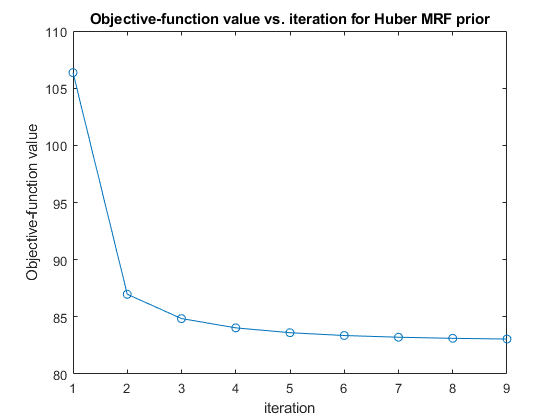 Objective-function value vs. iteration for Huber MRF prior
110
105
100
95
90
85
80
Objective-function value
1 2 3 4 5 6 7 8 9
iteration